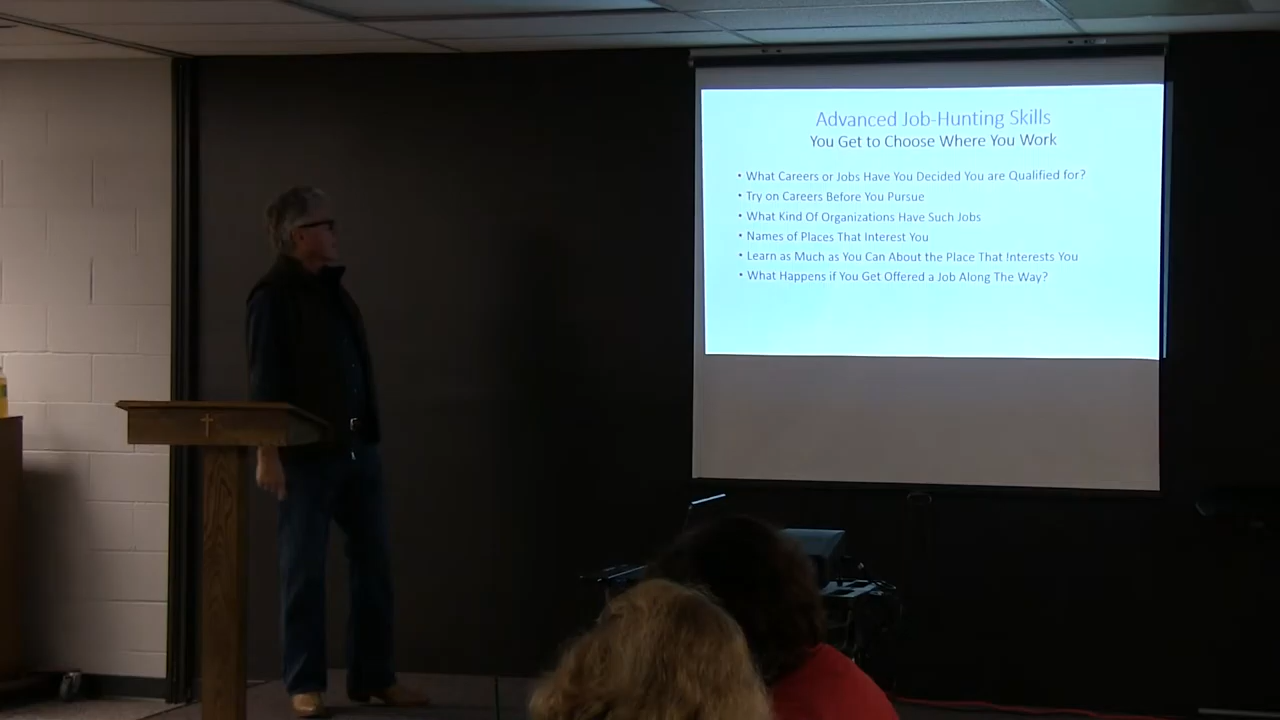 Advanced Job-Hunting Skills
You Get to Choose Where You Work
• What Careers or Jobs Have You Decided You are Qualified for?
• Try on Careers Before You Pursue
• What Kind Of Organizations Have Such Jobs
• Names of Places That Interest You
• Learn as Much as You Can About the Place That Interests You
• What Happens if You Get Offered a Job Along The Way?